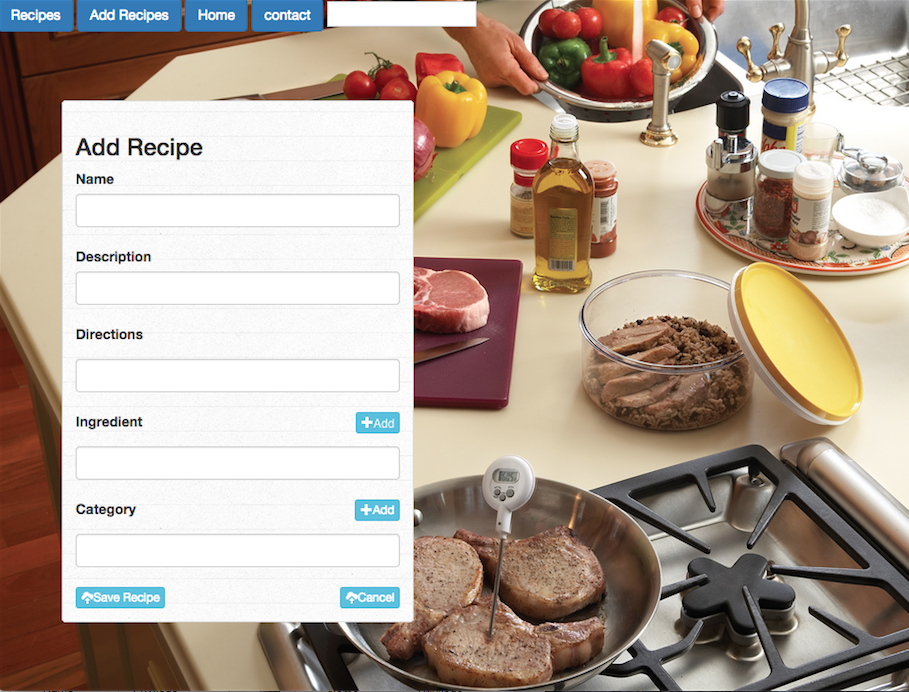 Recipes Add Recipes Home contact
Add Recipe
Name
Description
Directions
Ingredient Add
Category Add
Save Recipe Cancel